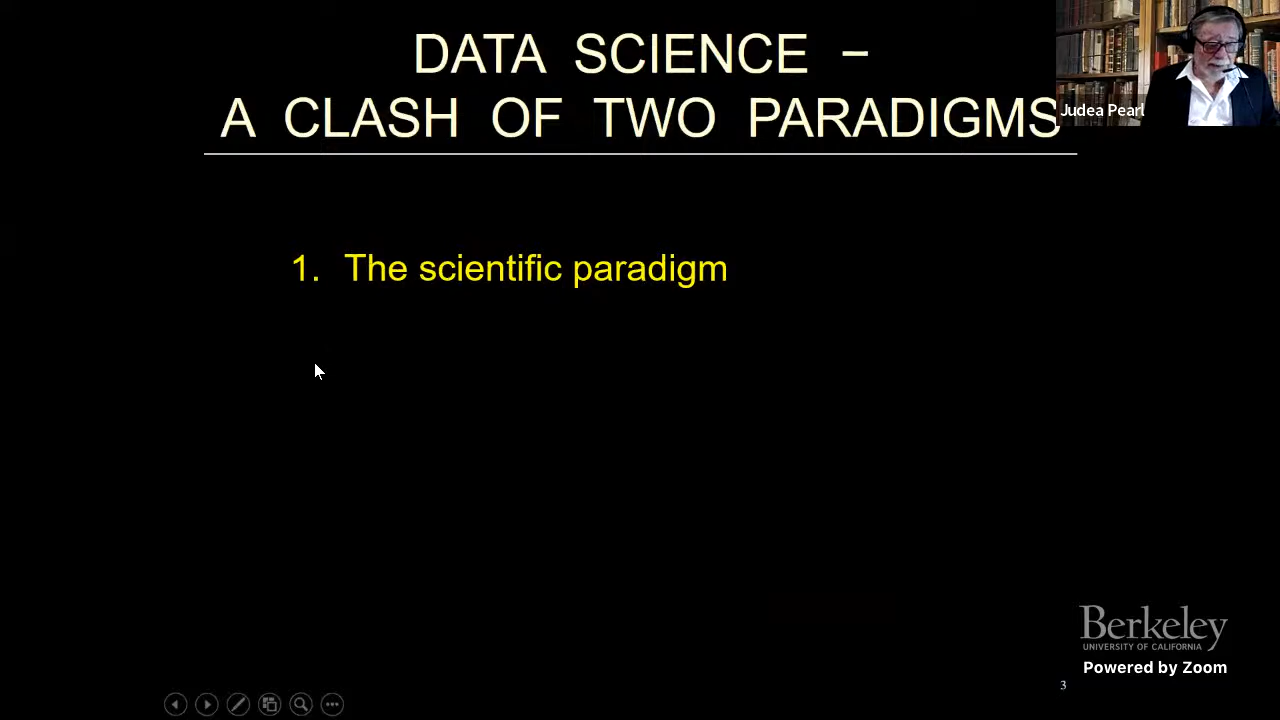 DATA SCIENCE –
A CLASH OF TWO PARADIGMS
Judea Pearl
1. The scientific paradigm
Berkeley
UNIVERSITY OF CALIFORNIA
Powered by Zoom
3